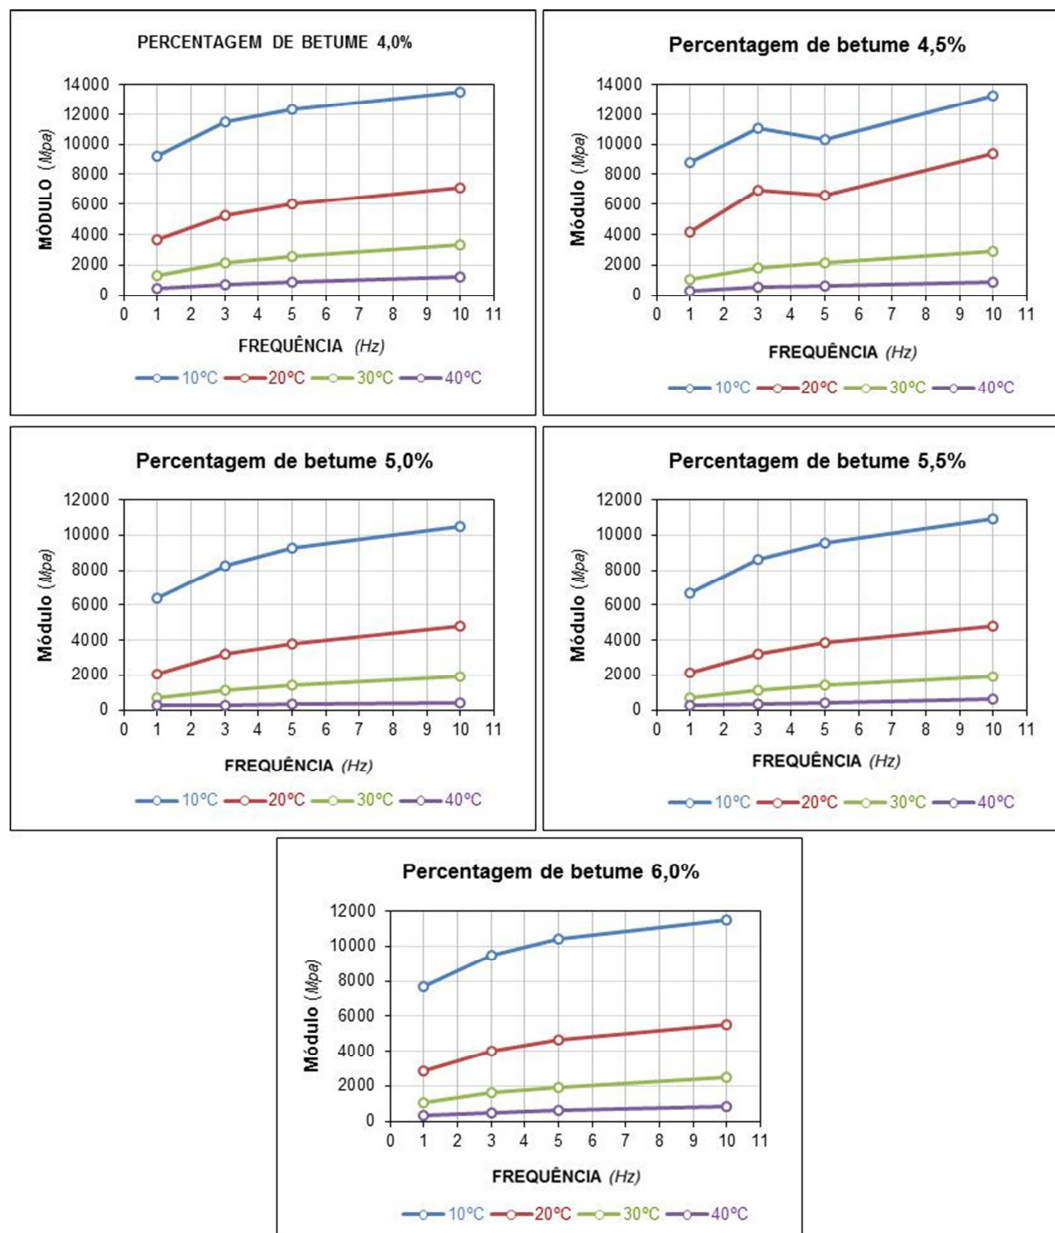 PERCENTAGEM DE BETUME 4,0%
14000
12000
10000
8000
6000
4000
2000
0
MÓDULO (Mpa)
0 1 2 3 4 5 6 7 8 9 10 11
FREQUÊNCIA (Hz)
10ºC 20ºC 30ºC 40ºC
Percentagem de betume 4,5%
14000
12000
10000
8000
6000
4000
2000
0
Módulo (Mpa)
0 1 2 3 4 5 6 7 8 9 10 11
FREQUÊNCIA (Hz)
10ºC 20ºC 30ºC 40ºC
Percentagem de betume 5,0%
12000
10000
8000
6000
4000
2000
0
Módulo (Mpa)
0 1 2 3 4 5 6 7 8 9 10 11
FREQUÊNCIA (Hz)
10ºC 20ºC 30ºC 40ºC
Percentagem de betume 5,5%
12000
10000
8000
6000
4000
2000
0
Módulo (Mpa)
0 1 2 3 4 5 6 7 8 9 10 11
FREQUÊNCIA (Hz)
10ºC 20ºC 30ºC 40ºC
Percentagem de betume 6,0%
12000
10000
8000
6000
4000
2000
0
Módulo (Mpa)
0 1 2 3 4 5 6 7 8 9 10 11
FREQUÊNCIA (Hz)
10ºC 20ºC 30ºC 40ºC